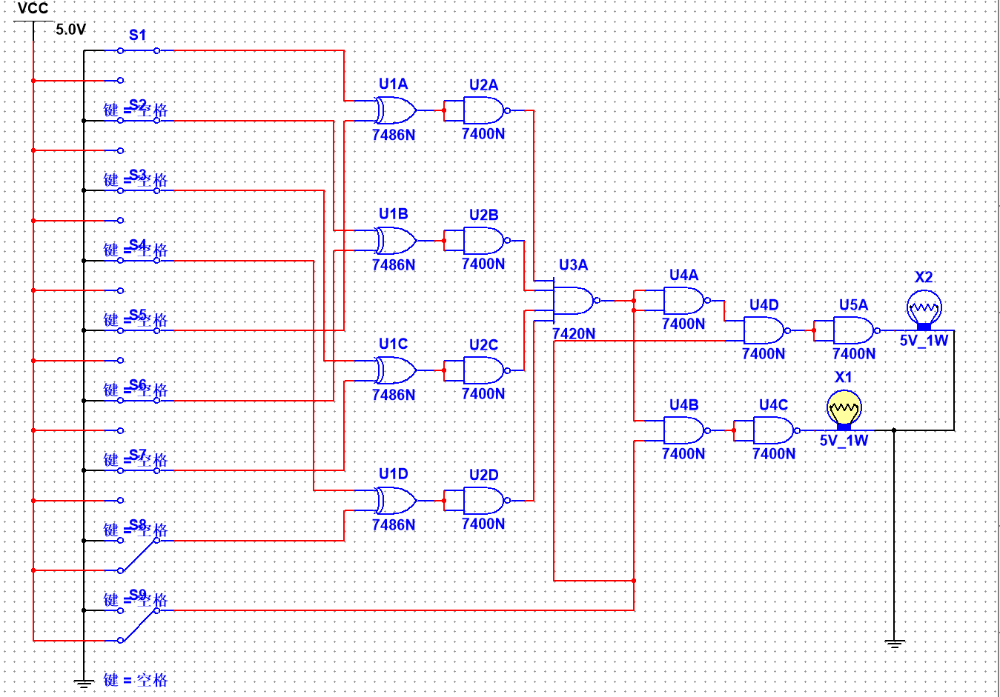 VCC
5.0V
S1
键 = 空格
S2
键 = 空格
S3
键 = 空格
S4
键 = 空格
S5
键 = 空格
S6
键 = 空格
S7
键 = 空格
S8
键 = 空格
S9
键 = 空格
U1A
7486N
U2A
7400N
U1B
7486N
U2B
7400N
U1C
7486N
U2C
7400N
U1D
7486N
U2D
7400N
U3A
7420N
U4A
7400N
U4D
7400N
U5A
7400N
X2
5V_1W
U4B
7400N
U4C
7400N
X1
5V_1W